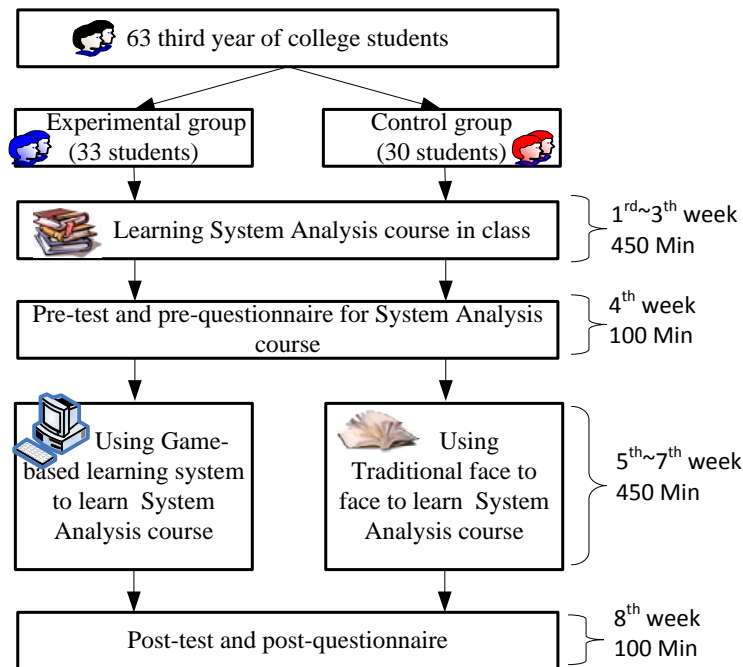 63 third year of college students
Experimental group
(33 students)
Control group
(30 students)
Learning System Analysis course in class
1rd~3th week
450 Min
Pre-test and pre-questionnaire for System Analysis
course
4th week
100 Min
Using Game-
based learning system
to learn System
Analysis course
Using
Traditional face to
face to learn System
Analysis course
5th~7th week
450 Min
Post-test and post-questionnaire
8th week
100 Min